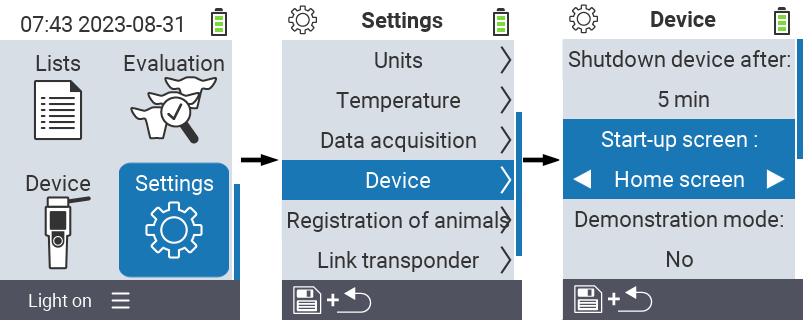 07:43 2023-08-31
Lists
Evaluation
Device
Settings
Light on
Settings
Units
Temperature
Data acquisition
Device
Registration of animals
Link transponder
+
Device
Shutdown device after:
5 min
Start-up screen :
Home screen
Demonstration mode:
No
+